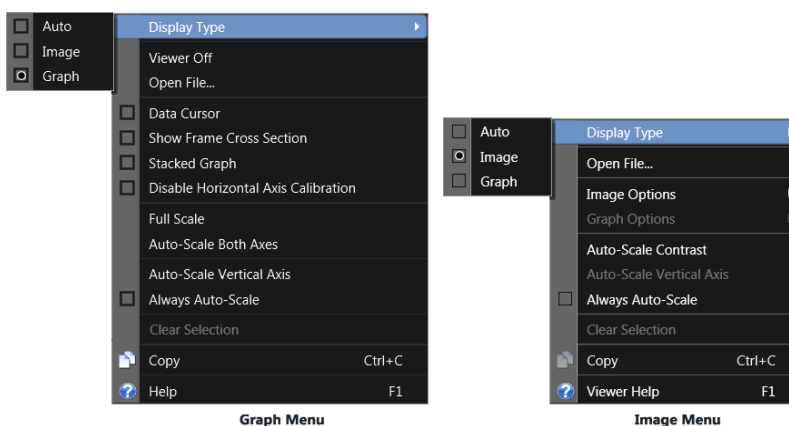 Auto
Image
Graph
Display Type
Viewer Off
Open File...
Data Cursor
Show Frame Cross Section
Stacked Graph
Disable Horizontal Axis Calibration
Full Scale
Auto-Scale Both Axes
Auto-Scale Vertical Axis
Always Auto-Scale
Clear Selection
Copy Ctrl+C
Help F1
Graph Menu
Auto
Image
Graph
Display Type
Open File...
Image Options
Graph Options
Auto-Scale Contrast
Auto-Scale Vertical Axis
Always Auto-Scale
Clear Selection
Copy Ctrl+C
Viewer Help F1
Image Menu